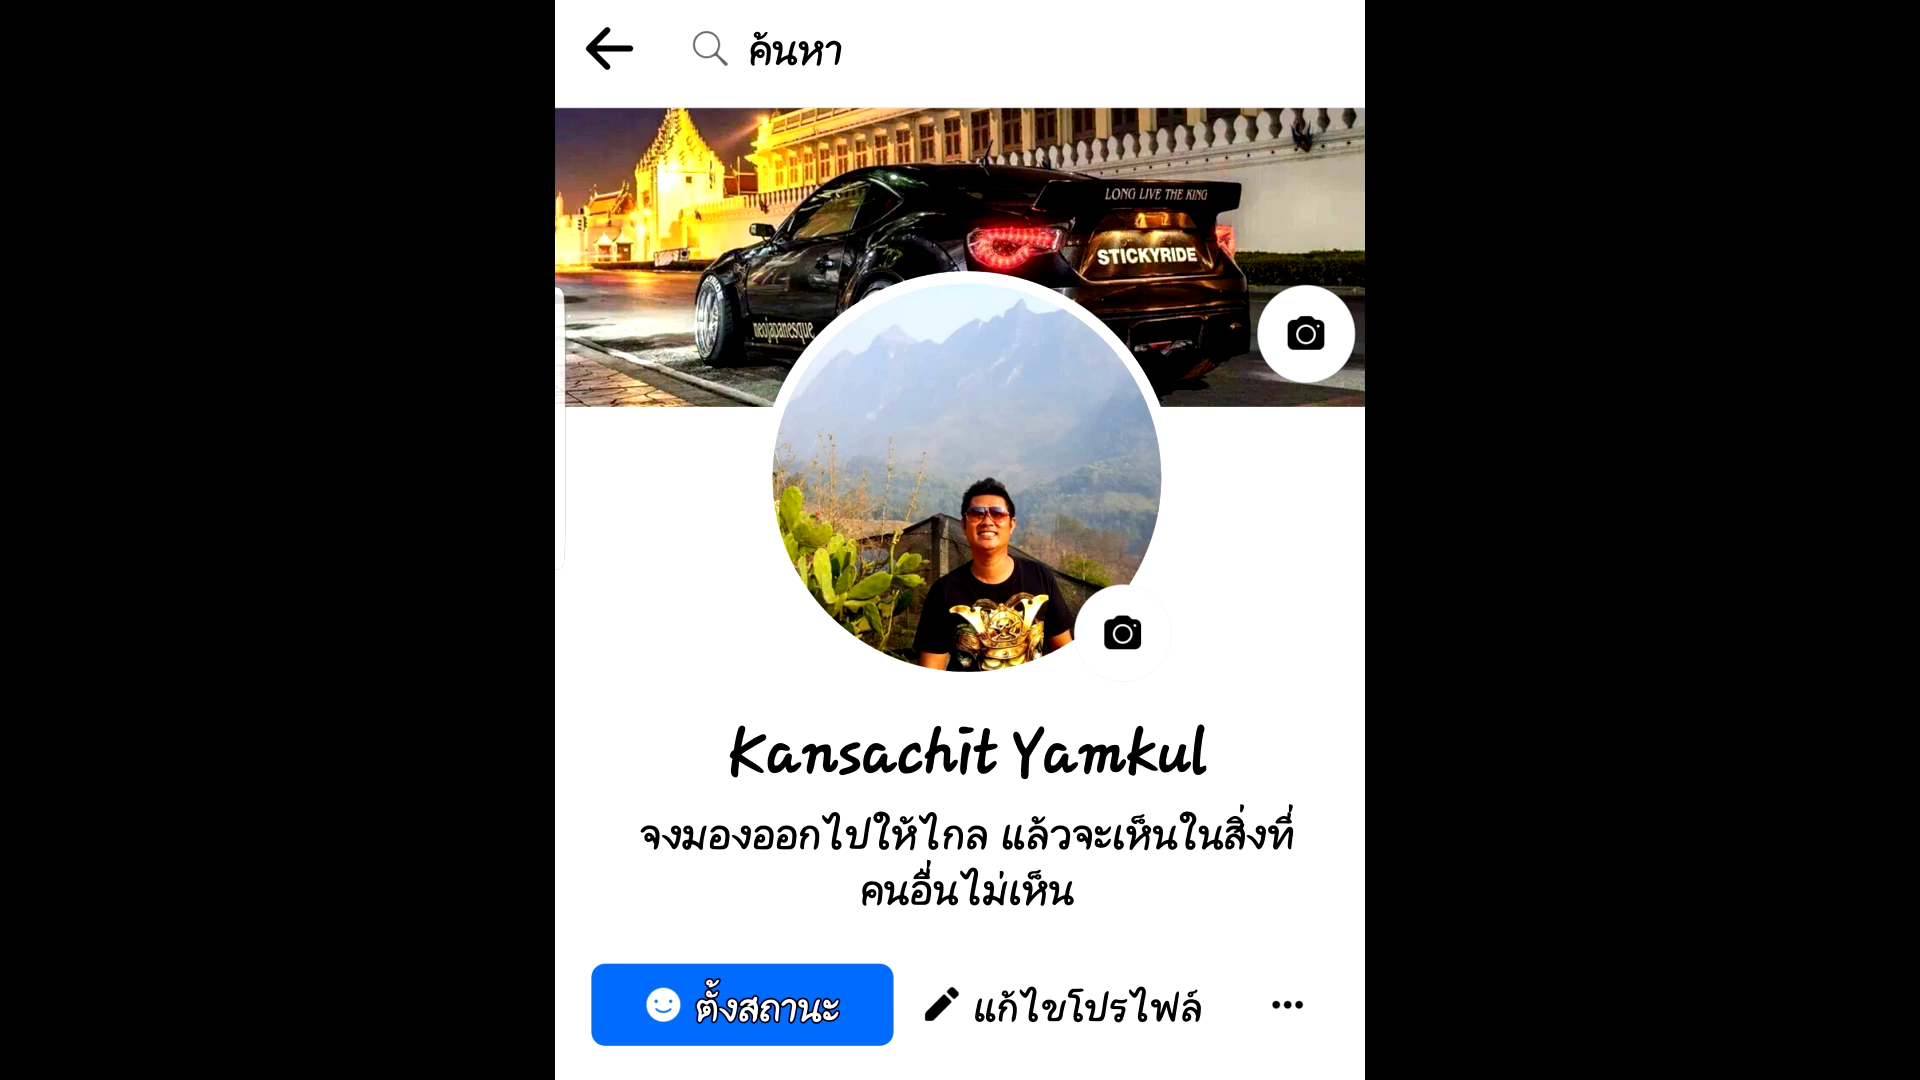 ค้นหา
LONG LIVE THE KING
STICKYRIDE
neojapanesque
Kansachit Yamkul
จงมองออกไปให้ไกล แล้วจะเห็นในสิ่งที่
คนอื่นไม่เห็น
ตั้งสถานะ
แก้ไขโปรไฟล์